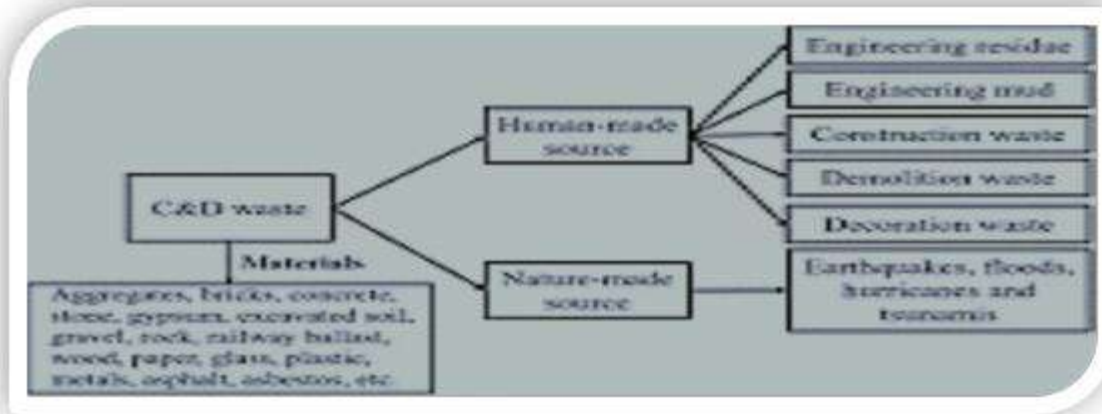 Engineering residue
Engineering mud
Human-made
source
Construction waste
Demolition waste
C&D waste
Decoration waste
Materials
Nature-made
source
Earthquakes, floods,
hurricanes and
tsunamis
Aggregates, bricks, concrete,
stone, gypsum, excavated soil,
gravel, rock, railway ballast,
wood, paper, glass, plastic,
metals, asphalt, asbestos, etc.